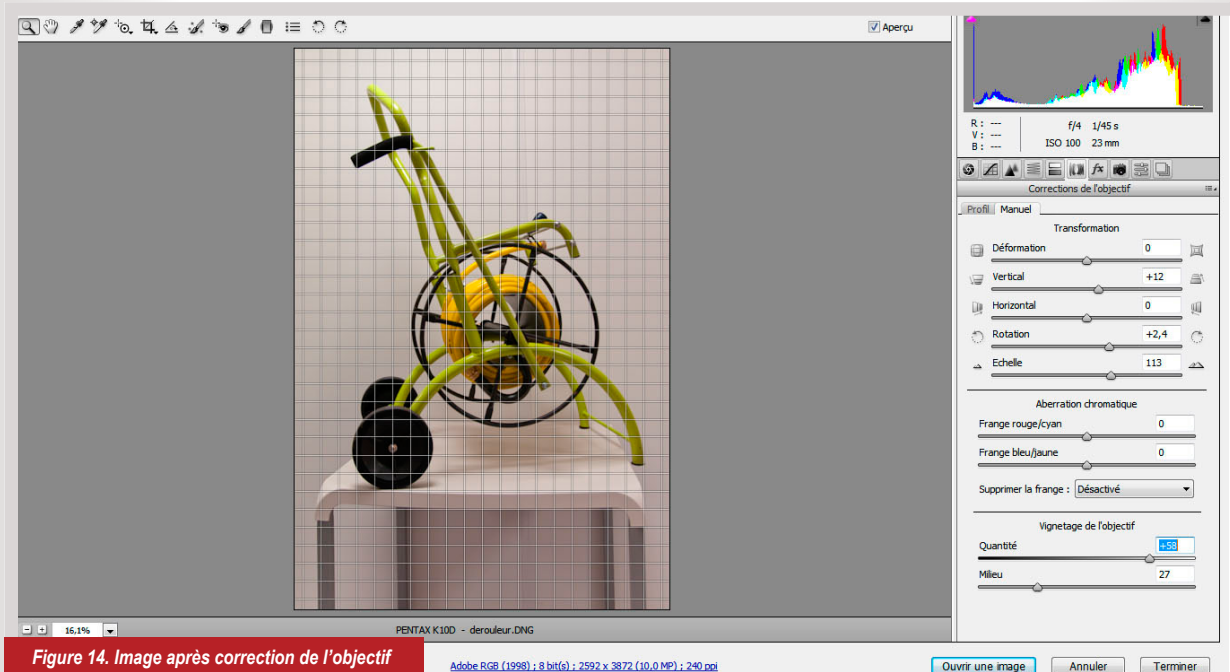 Aperçu
R : ---
V : ---
B : ---
f/4 1/45 s
ISO 100 23 mm
fx
Corrections de l'objectif
Profil Manuel
Transformation
Déformation 0
Vertical +12
Horizontal 0
Rotation +2,4
Echelle 113
Aberration chromatique
Frange rouge/cyan 0
Frange bleu/jaune 0
Supprimer la frange : Désactivé
Vignetage de l'objectif
Quantité +58
Milieu 27
16,1% PENTAX K10D - derouleur.DNG
Figure 14. Image après correction de l'objectif
Adobe RGB (1998) ; 8 bit(s) ; 2592 x 3872 (10,0 MP) ; 240 ppi
Ouvrir une image Annuler Terminer